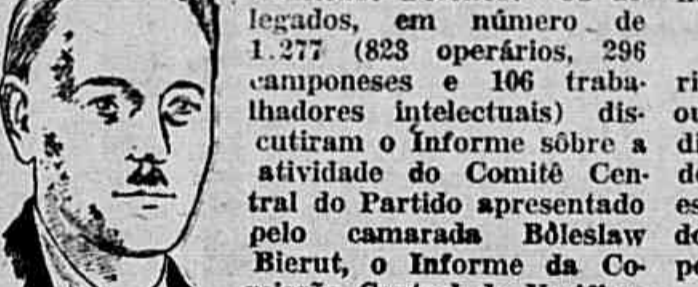 legados, em número de
1.277 (823 operários, 296
camponeses e 106 traba-
lhadores intelectuais) dis-
cutiram o Informe sôbre a
atividade do Comitê Cen-
tral do Partido apresentado
pelo camarada Bôleslaw
Bierut, o Informe da Co-